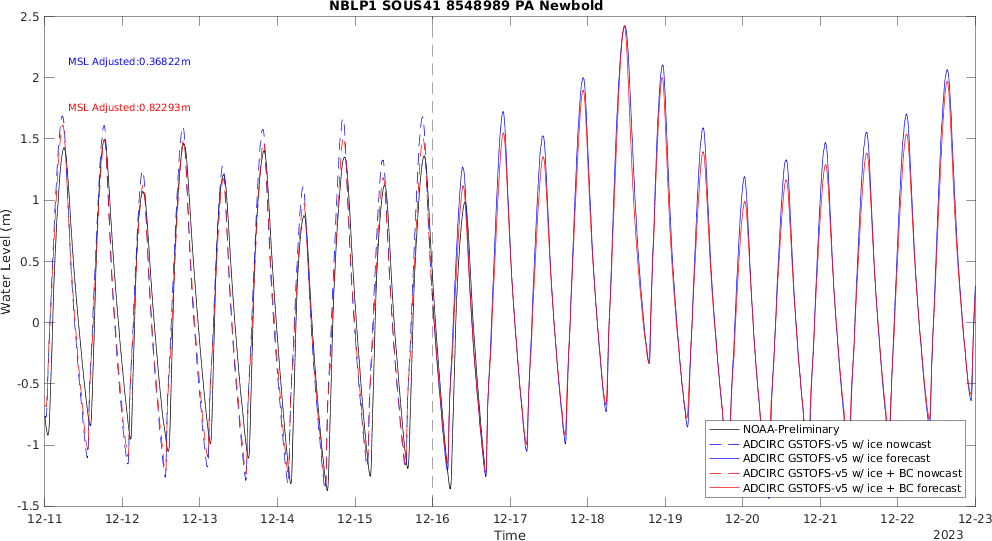 NBLP1 SOUS41 8548989 PA Newbold
2.5
2
1.5
1
0.5
0
-0.5
-1
-1.5
Water Level (m)
MSL Adjusted:0.36822m
MSL Adjusted:0.82293m
NOAA-Preliminary
ADCIRC GSTOFS-v5 w/ ice nowcast
ADCIRC GSTOFS-v5 w/ ice forecast
ADCIRC GSTOFS-v5 w/ ice + BC nowcast
ADCIRC GSTOFS-v5 w/ ice + BC forecast
12-11 12-12 12-13 12-14 12-15 12-16 12-17 12-18 12-19 12-20 12-21 12-22 12-23
Time
2023